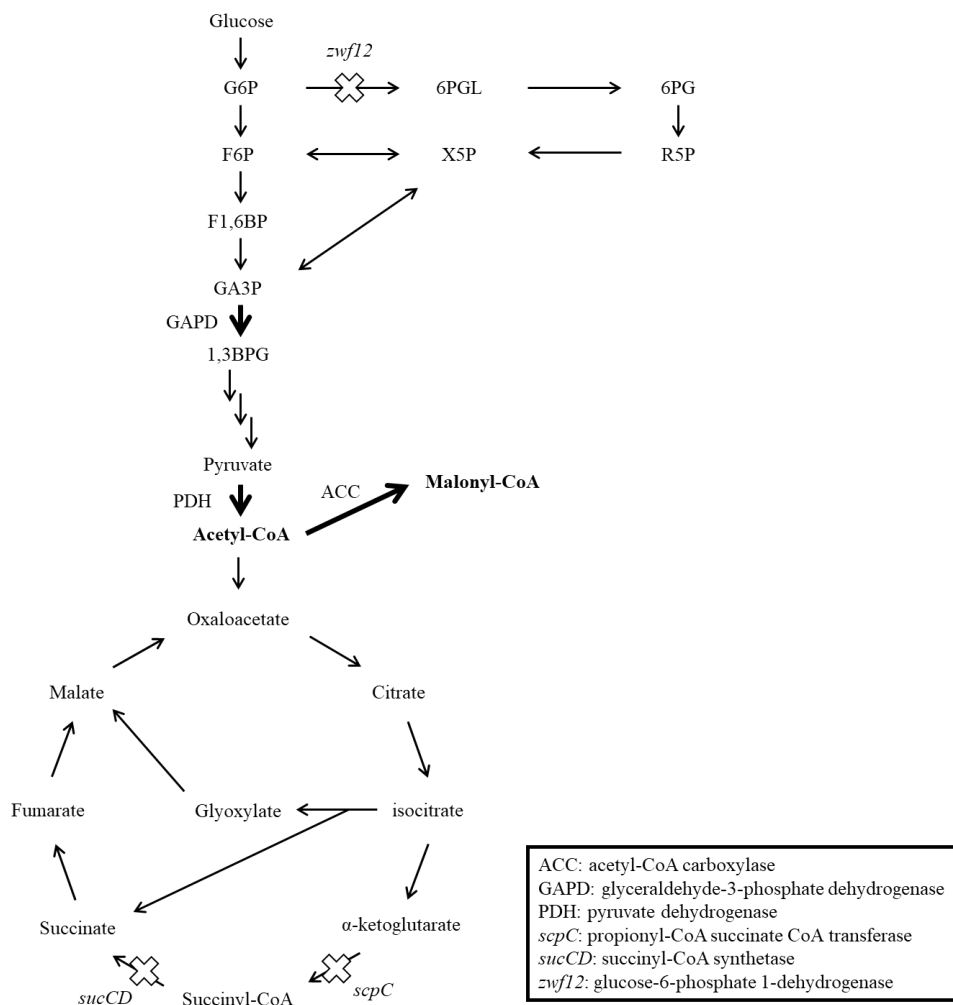 Glucose
zwf12
G6P 6PGL 6PG
F6P X5P R5P
F1,6BP
GA3P
GAPD
1,3BPG
Pyruvate
PDH ACC Malonyl-CoA
Acetyl-CoA
Oxaloacetate
Malate Citrate
Fumarate Glyoxylate isocitrate
Succinate α-ketoglutarate
sucCD Succinyl-CoA scpC
ACC: acetyl-CoA carboxylase
GAPD: glyceraldehyde-3-phosphate dehydrogenase
PDH: pyruvate dehydrogenase
scpC: propionyl-CoA succinate CoA transferase
sucCD: succinyl-CoA synthetase
zwf12: glucose-6-phosphate 1-dehydrogenase